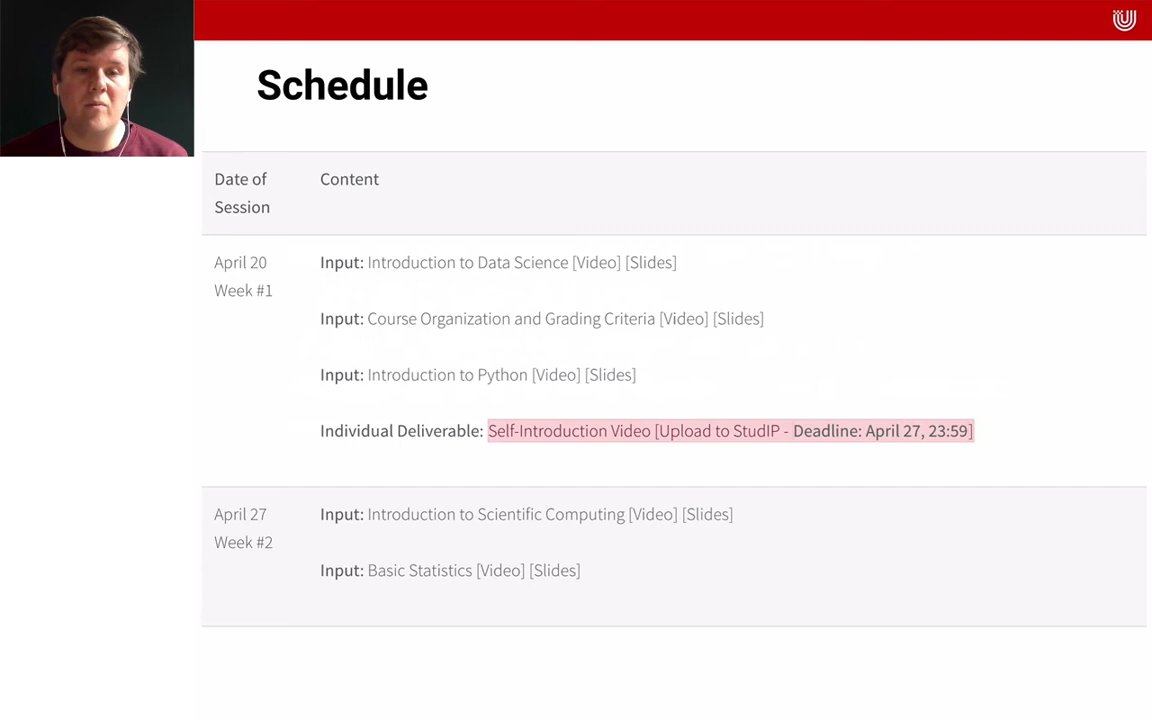 Schedule
Date of
Session
Content
April 20
Week #1
Input: Introduction to Data Science [Video] [Slides]
Input: Course Organization and Grading Criteria [Video] [Slides]
Input: Introduction to Python [Video] [Slides]
Individual Deliverable: Self-Introduction Video [Upload to StudIP - Deadline: April 27, 23:59]
April 27
Week #2
Input: Introduction to Scientific Computing [Video] [Slides]
Input: Basic Statistics [Video] [Slides]